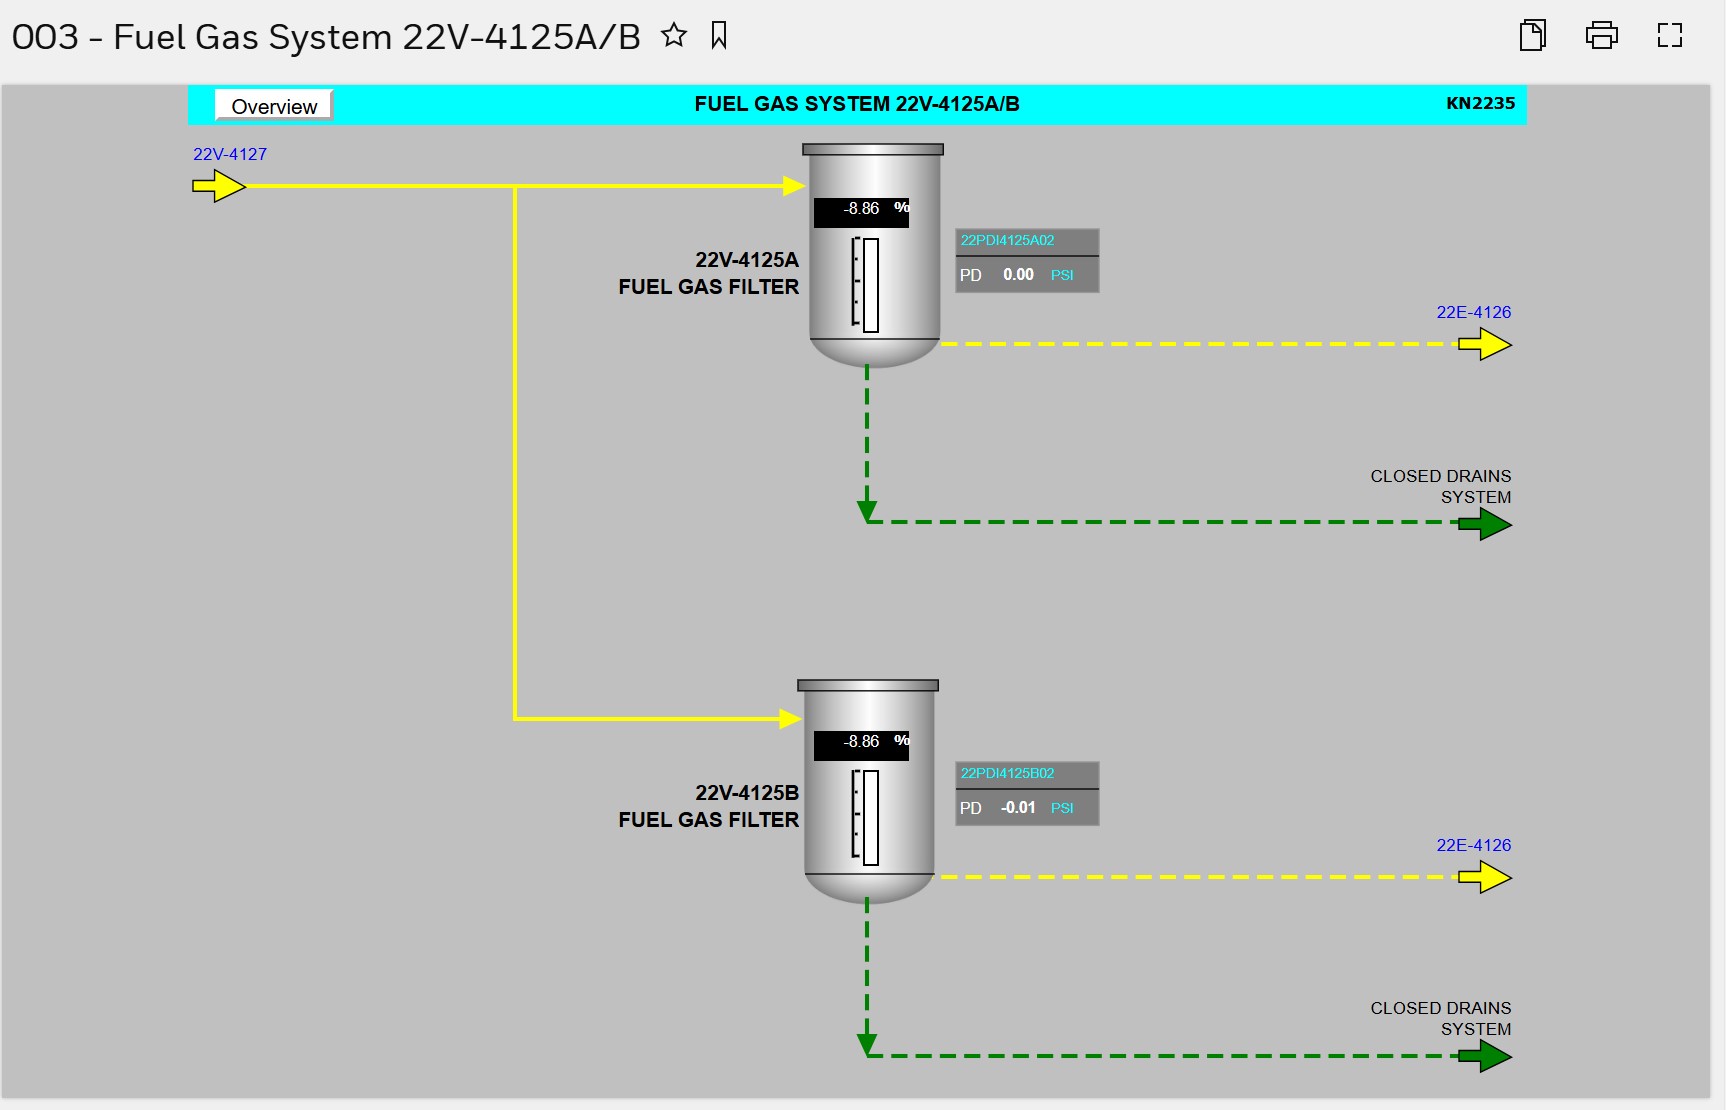 003 - Fuel Gas System 22V-4125A/B
Overview
FUEL GAS SYSTEM 22V-4125A/B
KN2235
22V-4127
-8.86 %
22V-4125A
FUEL GAS FILTER
22PDI4125A02
PD 0.00 PSI
22E-4126
CLOSED DRAINS
SYSTEM
-8.86 %
22V-4125B
FUEL GAS FILTER
22PDI4125B02
PD -0.01 PSI
22E-4126
CLOSED DRAINS
SYSTEM